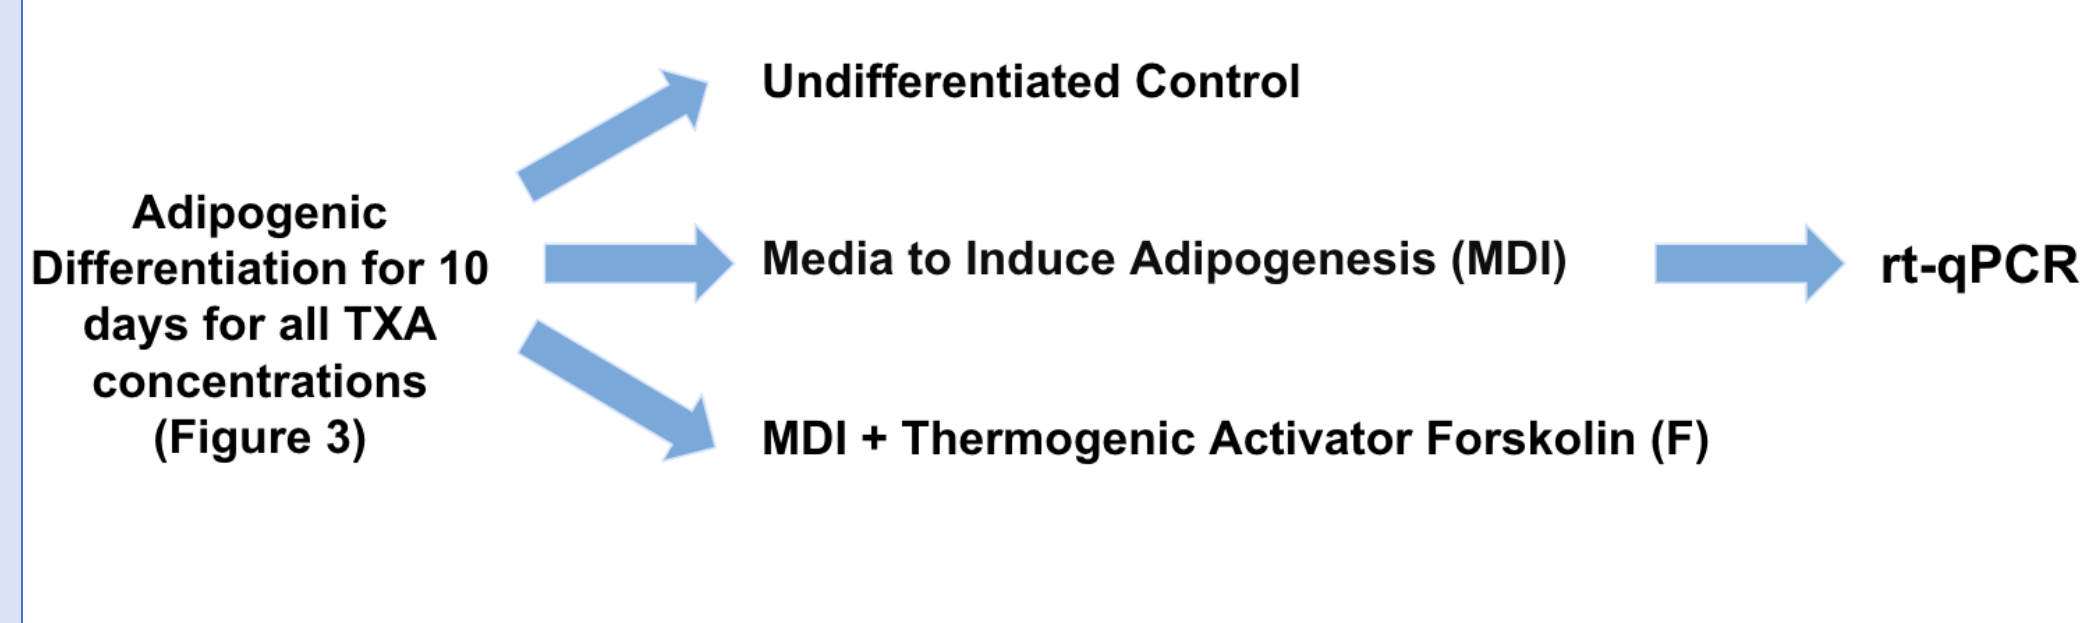 Adipogenic
Differentiation for 10
days for all TXA
concentrations
(Figure 3)
Undifferentiated Control
Media to Induce Adipogenesis (MDI)
MDI + Thermogenic Activator Forskolin (F)
rt-qPCR